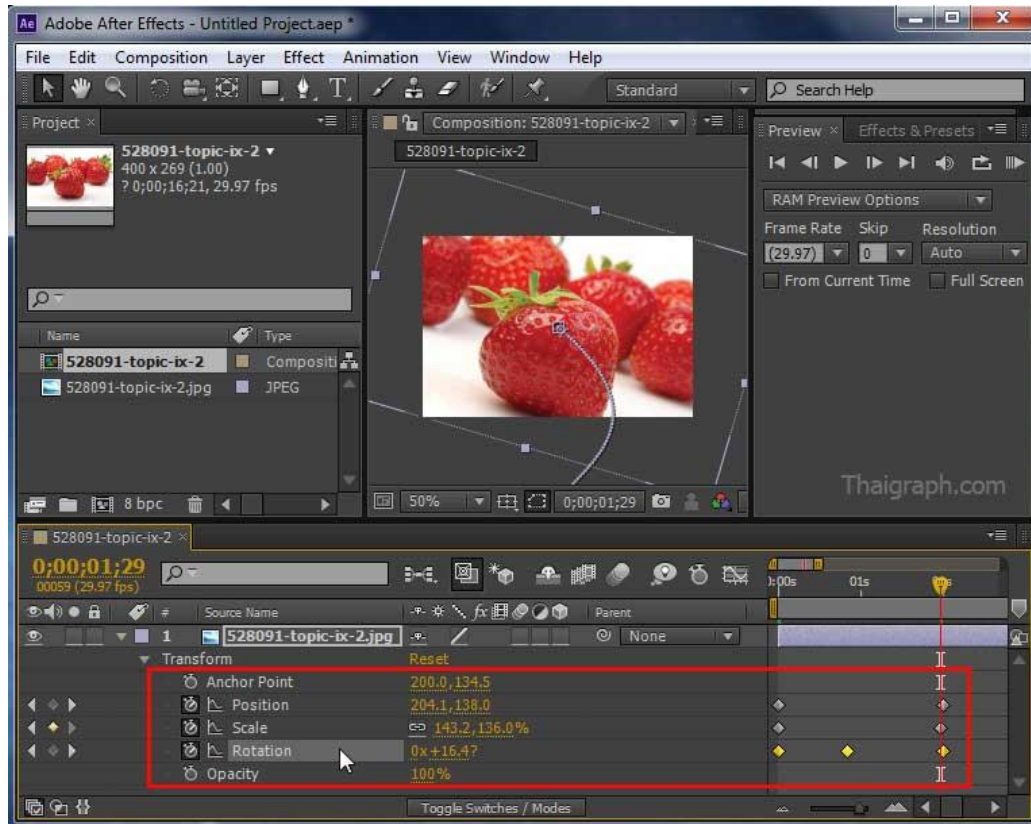 Ae Adobe After Effects - Untitled Project.aep *
File Edit Composition Layer Effect Animation View Window Help
Standard Search Help
Project
528091-topic-ix-2
400 x 269 (1.00)
? 0;00;16;21, 29.97 fps
Name Type
528091-topic-ix-2 Compositi
528091-topic-ix-2.jpg JPEG
8 bpc
Composition: 528091-topic-ix-2
528091-topic-ix-2
50% 0;00;01;29
Preview Effects & Presets
RAM Preview Options
Frame Rate Skip Resolution
(29.97) 0 Auto
From Current Time Full Screen
Thaigraph.com
528091-topic-ix-2
0;00;01;29
00059 (29.97 fps)
):00s 01s
# Source Name fx Parent
1 528091-topic-ix-2.jpg None
Transform Reset
Anchor Point 200.0,134.5
Position 204.1,138.0
Scale 143.2,136.0%
Rotation 0x+16.4?
Opacity 100%
Toggle Switches / Modes